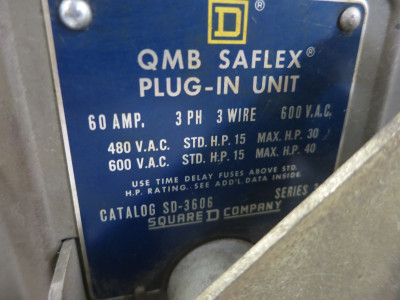 D
QMB SAFLEX®
PLUG-IN UNIT
60 AMP. 3 PH 3 WIRE 600 V.A.C.
480 V.A.C. STD. H.P. 15 MAX. H.P. 30
600 V.A.C. STD. H.P. 15 MAX. H.P. 40
USE TIME DELAY FUSES ABOVE STD.
H.P. RATING. SEE ADD'L. DATA INSIDE.
CATALOG SD-3606 SERIES
SQUARE D COMPANY